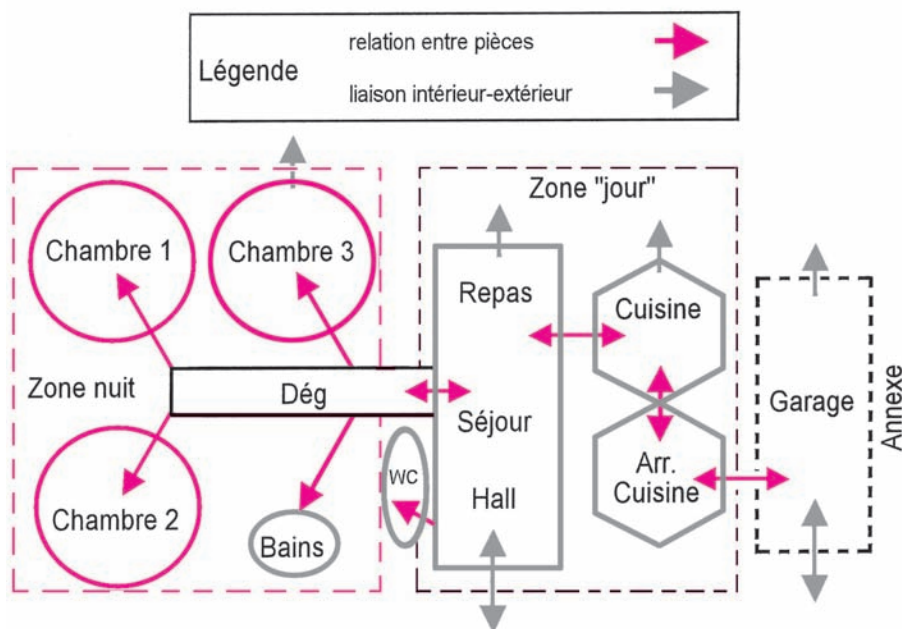 Légende
relation entre pièces
liaison intérieur-extérieur
Zone "jour"
Chambre 1
Chambre 3
Repas
Cuisine
Zone nuit
Dég
Séjour
Garage
Annexe
WC
Arr.
Cuisine
Chambre 2
Bains
Hall